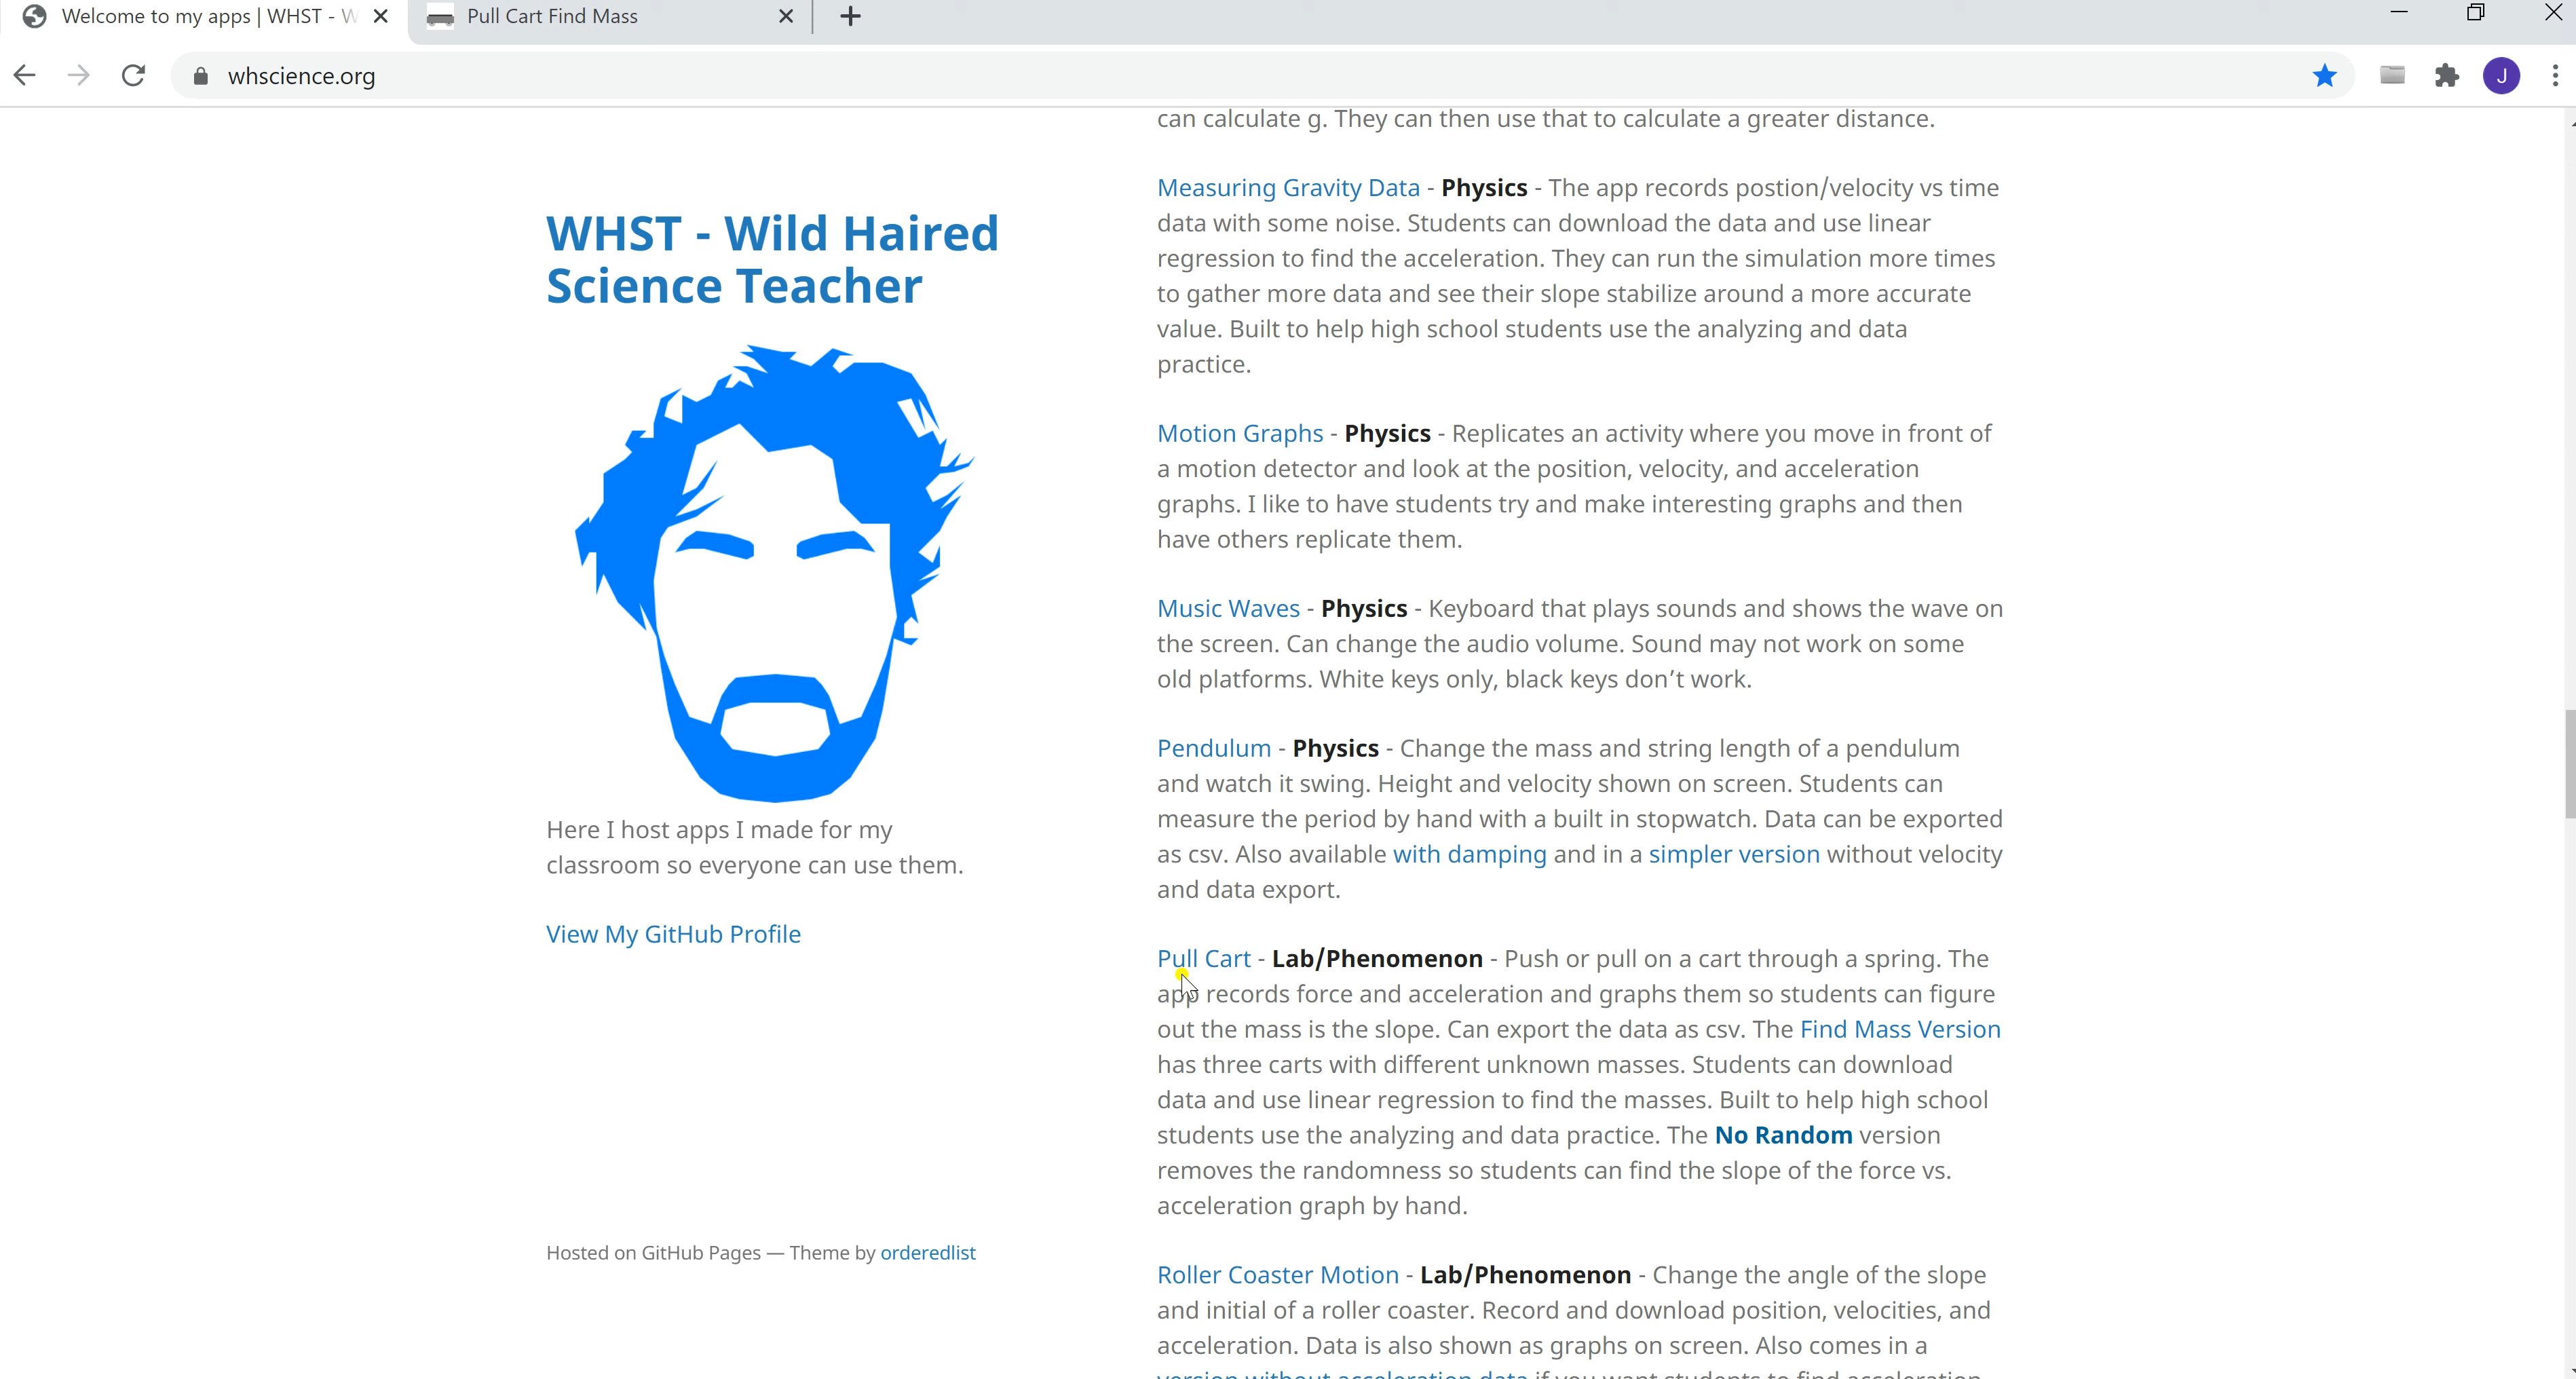 Welcome to my apps | WHST - W
Pull Cart Find Mass
whscience.org
J
WHST - Wild Haired
Science Teacher
Here I host apps I made for my
classroom so everyone can use them.
View My GitHub Profile
Hosted on GitHub Pages — Theme by orderedlist
can calculate g. They can then use that to calculate a greater distance.
Measuring Gravity Data - Physics - The app records postion/velocity vs time
data with some noise. Students can download the data and use linear
regression to find the acceleration. They can run the simulation more times
to gather more data and see their slope stabilize around a more accurate
value. Built to help high school students use the analyzing and data
practice.
Motion Graphs - Physics - Replicates an activity where you move in front of
a motion detector and look at the position, velocity, and acceleration
graphs. I like to have students try and make interesting graphs and then
have others replicate them.
Music Waves - Physics - Keyboard that plays sounds and shows the wave on
the screen. Can change the audio volume. Sound may not work on some
old platforms. White keys only, black keys don’t work.
Pendulum - Physics - Change the mass and string length of a pendulum
and watch it swing. Height and velocity shown on screen. Students can
measure the period by hand with a built in stopwatch. Data can be exported
as csv. Also available with damping and in a simpler version without velocity
and data export.
Pull Cart - Lab/Phenomenon - Push or pull on a cart through a spring. The
app records force and acceleration and graphs them so students can figure
out the mass is the slope. Can export the data as csv. The Find Mass Version
has three carts with different unknown masses. Students can download
data and use linear regression to find the masses. Built to help high school
students use the analyzing and data practice. The No Random version
removes the randomness so students can find the slope of the force vs.
acceleration graph by hand.
Roller Coaster Motion - Lab/Phenomenon - Change the angle of the slope
and initial of a roller coaster. Record and download position, velocities, and
acceleration. Data is also shown as graphs on screen. Also comes in a
version without acceleration data if you want students to find acceleration